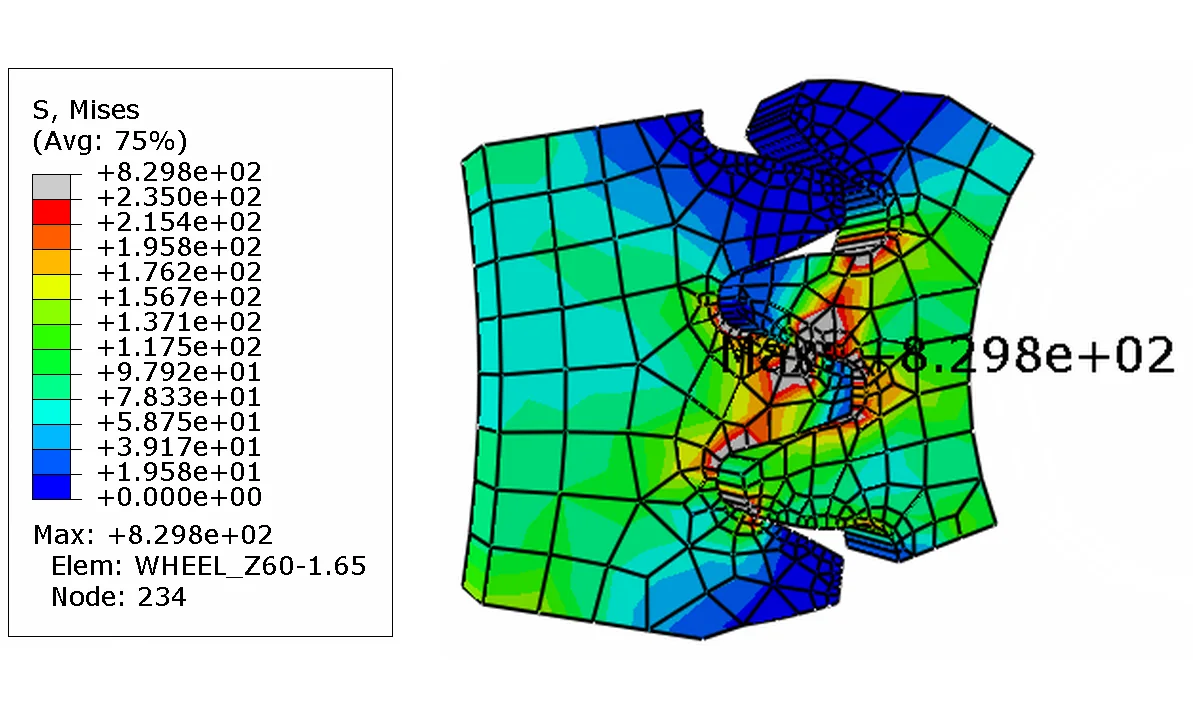 S, Mises
(Avg: 75%)
+8.298e+02
+2.350e+02
+2.154e+02
+1.958e+02
+1.762e+02
+1.567e+02
+1.371e+02
+1.175e+02
+9.792e+01
+7.833e+01
+5.875e+01
+3.917e+01
+1.958e+01
+0.000e+00
Max: +8.298e+02
Elem: WHEEL_Z60-1.65
Node: 234
Max: +8.298e+02